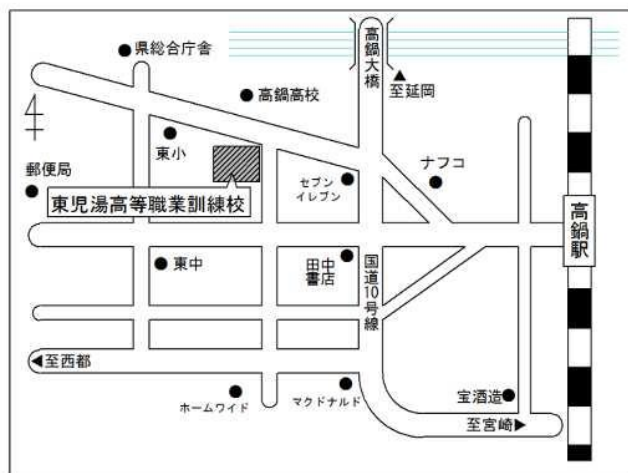 県総合庁舎
高鍋大橋
▲
至延岡
高鍋高校
東小
郵便局
東児湯高等職業訓練校
セブン
イレブン
ナフコ
高鍋駅
東中
田中
書店
国道10号線
◀至西都
ホームワイド
マクドナルド
宝酒造
至宮崎▶